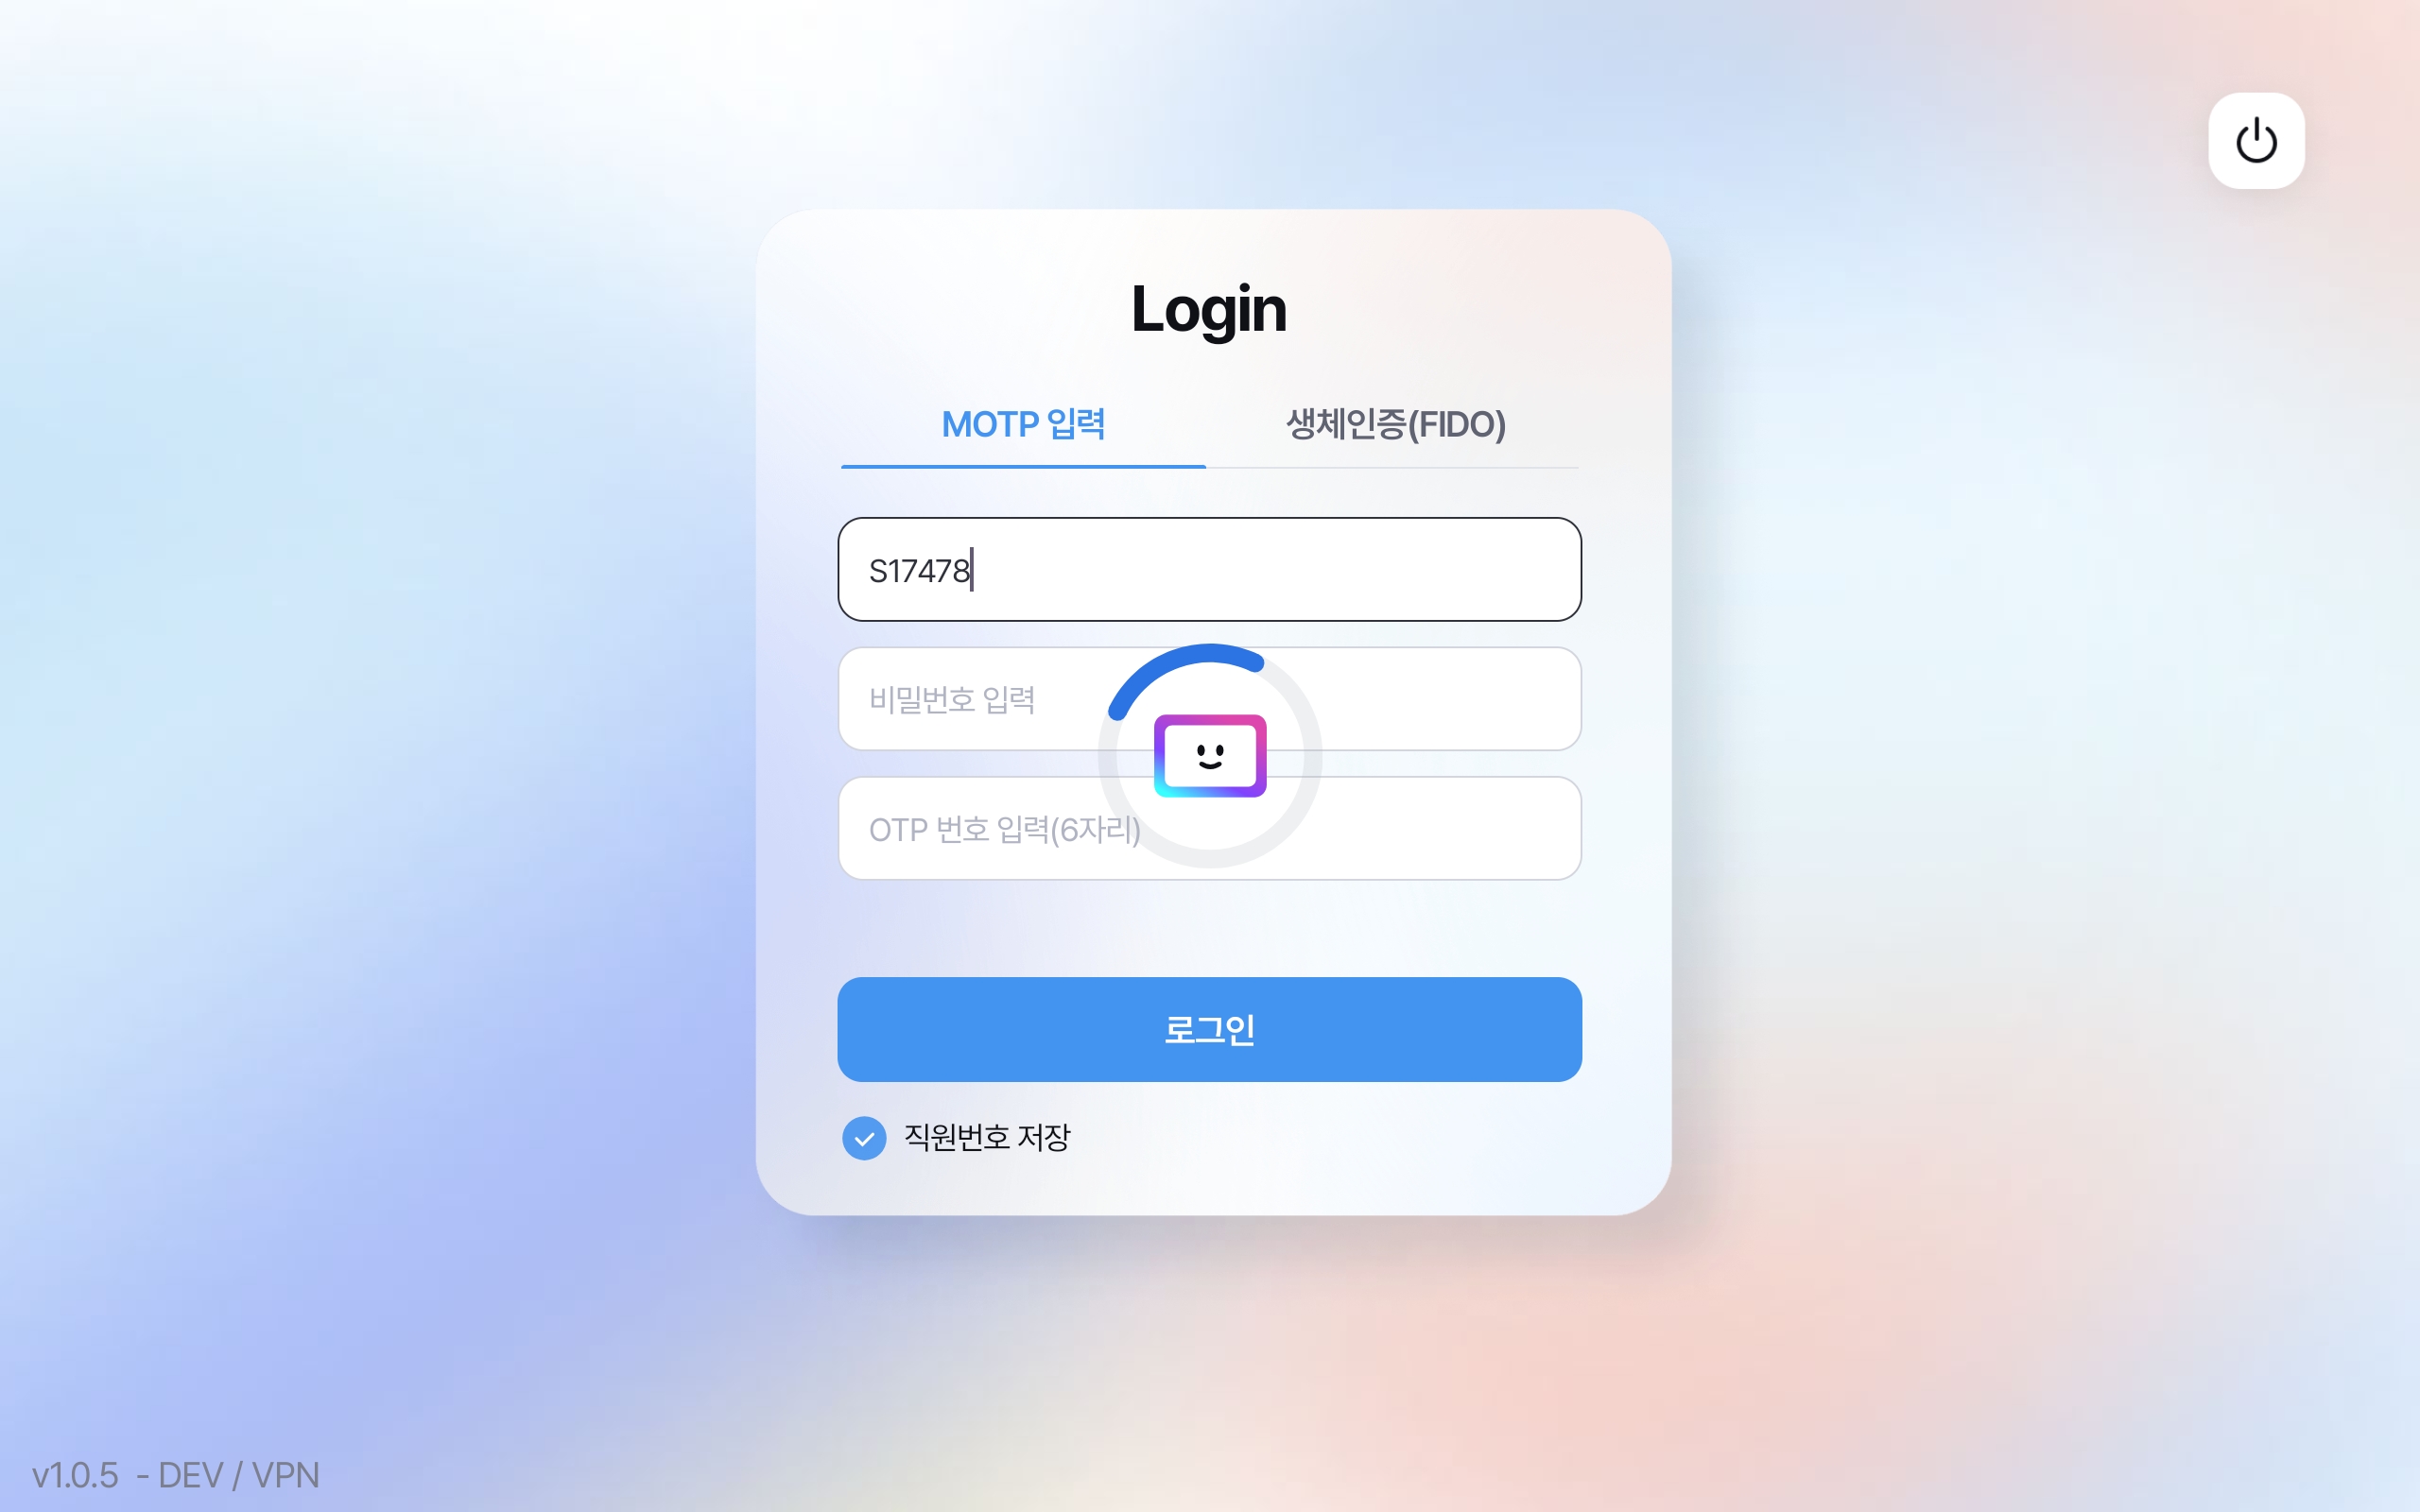 Login
MOTP 입력
생체인증(FIDO)
S17478
비밀번호 입력
OTP 번호 입력(6자리)
로그인
직원번호 저장
v1.0.5 - DEV / VPN